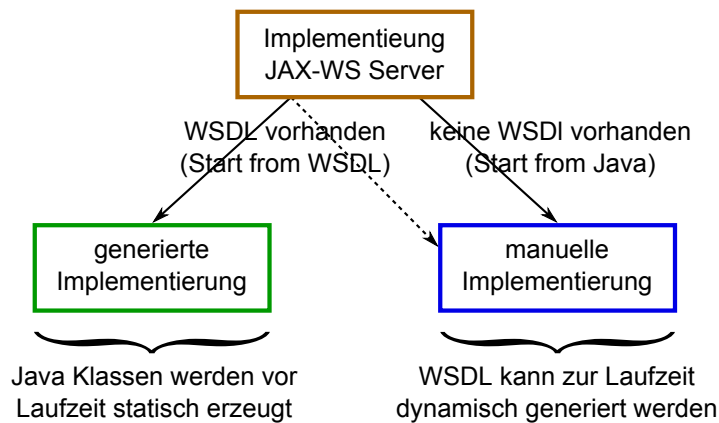 Implementieung
JAX-WS Server
WSDL vorhanden
(Start from WSDL)
keine WSDl vorhanden
(Start from Java)
generierte
Implementierung
manuelle
Implementierung
Java Klassen werden vor
Laufzeit statisch erzeugt
WSDL kann zur Laufzeit
dynamisch generiert werden